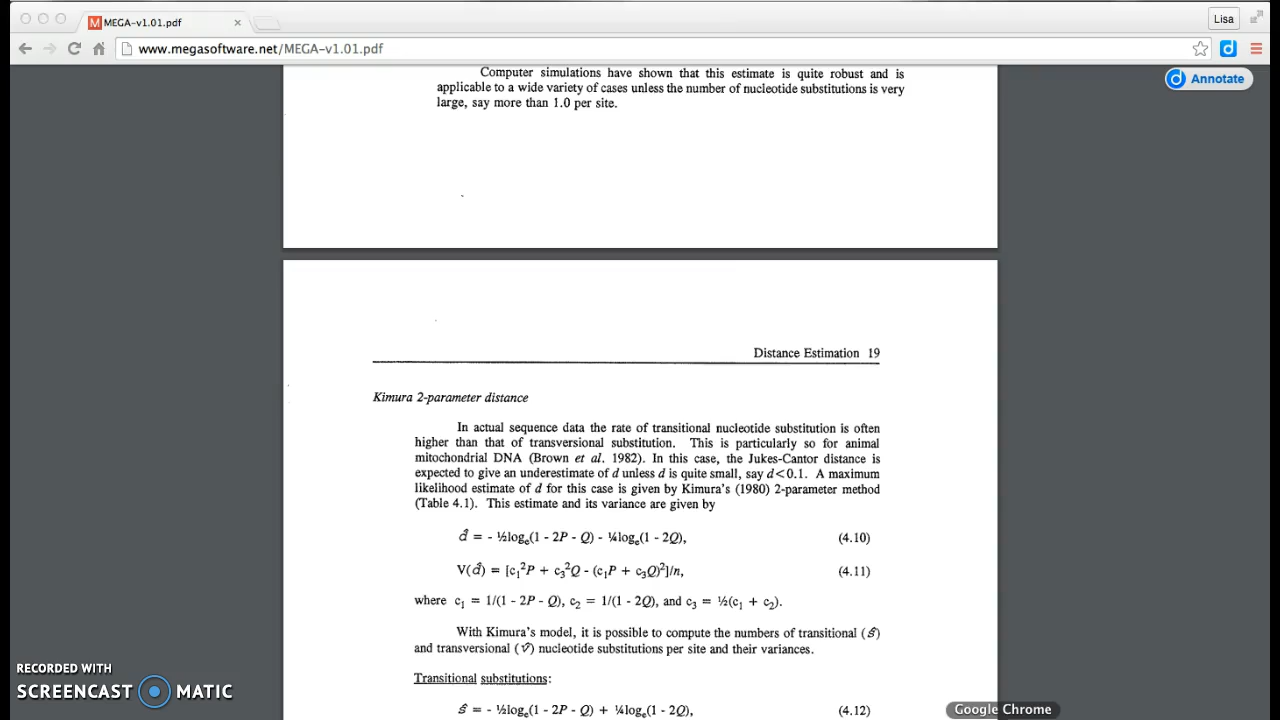 MEGA-v1.01.pdf
Lisa
www.megasoftware.net/MEGA-v1.01.pdf
Annotate
Computer simulations have shown that this estimate is quite robust and is
applicable to a wide variety of cases unless the number of nucleotide substitutions is very
large, say more than 1.0 per site.
Distance Estimation 19
Kimura 2-parameter distance
In actual sequence data the rate of transitional nucleotide substitution is often
higher than that of transversional substitution. This is particularly so for animal
mitochondrial DNA (Brown et al. 1982). In this case, the Jukes-Cantor distance is
expected to give an underestimate of d unless d is quite small, say d<0.1. A maximum
likelihood estimate of d for this case is given by Kimura's (1980) 2-parameter method
(Table 4.1). This estimate and its variance are given by
d̂ = - ½logₑ(1 - 2P - Q) - ¼logₑ(1 - 2Q), (4.10)
V(d̂) = [c₁²P + c₃²Q - (c₁P + c₃Q)²]/n, (4.11)
where c₁ = 1/(1 - 2P - Q), c₂ = 1/(1 - 2Q), and c₃ = ½(c₁ + c₂).
With Kimura's model, it is possible to compute the numbers of transitional (ŝ)
and transversional (v̂) nucleotide substitutions per site and their variances.
Transitional substitutions:
ŝ = - ½logₑ(1 - 2P - Q) + ¼logₑ(1 - 2Q), (4.12)
RECORDED WITH
SCREENCAST MATIC
Google Chrome